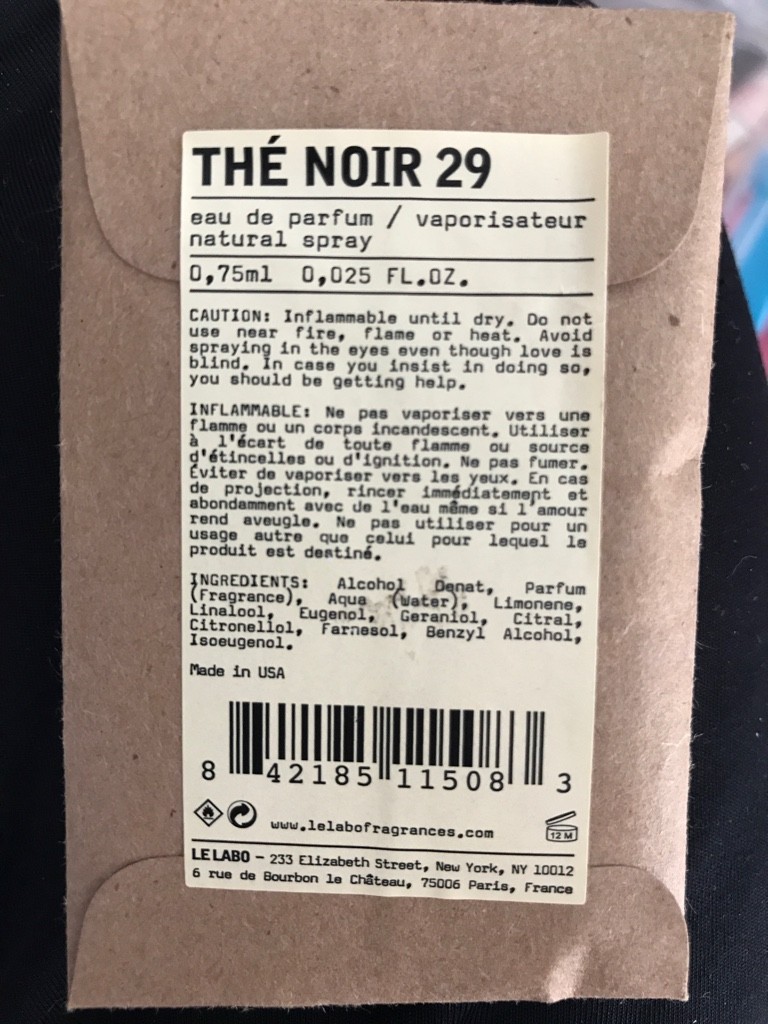 THÉ NOIR 29
eau de parfum / vaporisateur
natural spray
0,75ml 0,025 FL.OZ.
CAUTION: Inflammable until dry. Do not
use near fire, flame or heat. Avoid
spraying in the eyes even though love is
blind. In case you insist in doing so,
you should be getting help.
INFLAMMABLE: Ne pas vaporiser vers une
flamme ou un corps incandescent. Utiliser
à l'écart de toute flamme ou source
d'étincelles ou d'ignition. Ne pas fumer.
Éviter de vaporiser vers les yeux. En cas
de projection, rincer immédiatement et
abondamment avec de l'eau même si l'amour
rend aveugle. Ne pas utiliser pour un
usage autre que celui pour lequel le
produit est destiné.
INGREDIENTS: Alcohol Denat, Parfum
(Fragrance), Aqua (Water), Limonene,
Linalool, Eugenol, Geraniol, Citral,
Citronellol, Farnesol, Benzyl Alcohol,
Isoeugenol.
Made in USA
8 42185 11508 3
www.lelabofragrances.com
12 M
LE LABO – 233 Elizabeth Street, New York, NY 10012
6 rue de Bourbon le Château, 75006 Paris, France